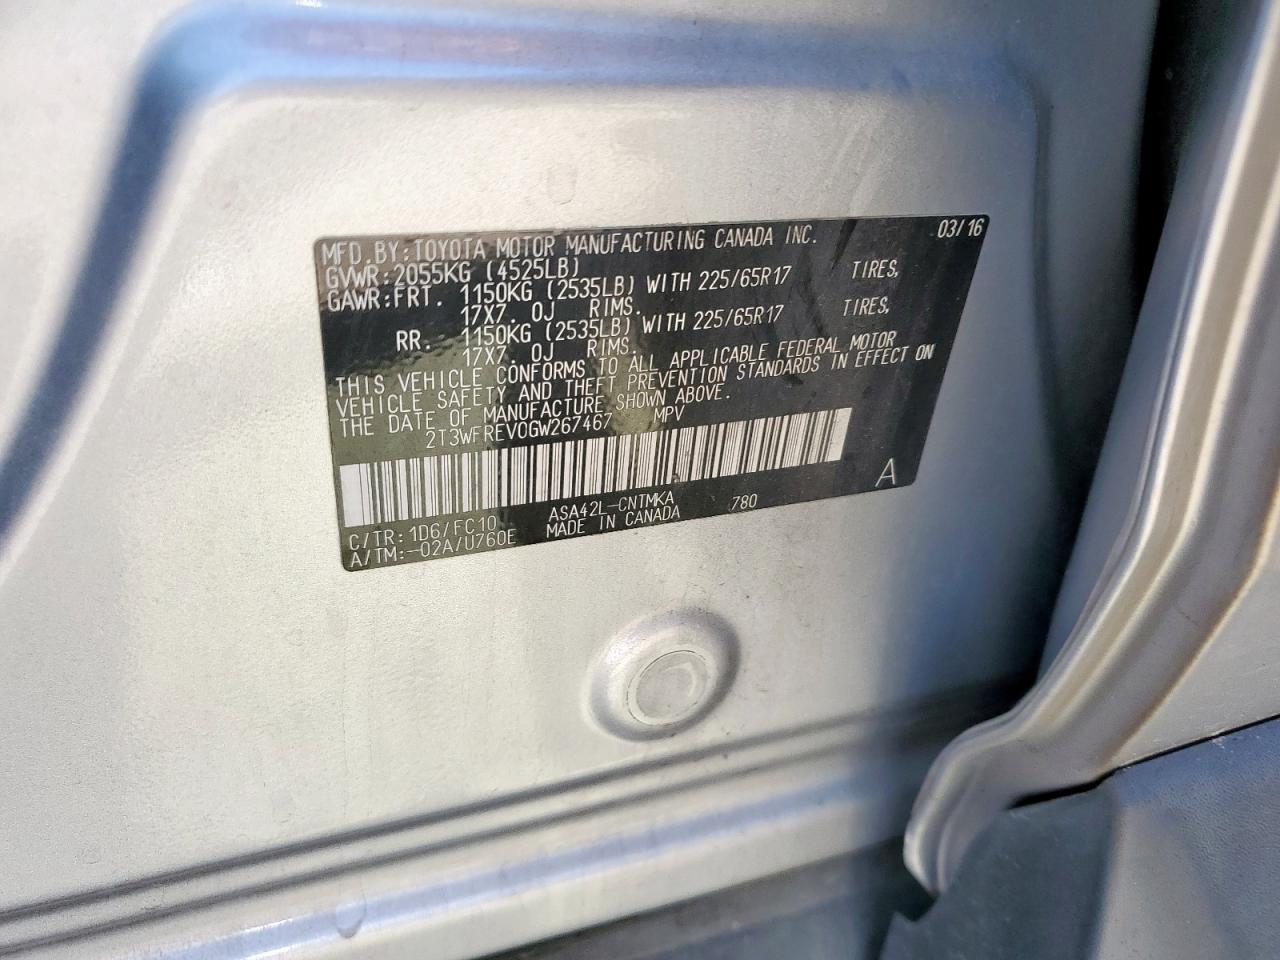 MFD.BY:TOYOTA MOTOR MANUFACTURING CANADA INC. 03/16
GVWR:2055KG (4525LB)
GAWR:FRT. 1150KG (2535LB) WITH 225/65R17 TIRES,
17X7.0J RIMS.
RR. 1150KG (2535LB) WITH 225/65R17 TIRES,
17X7.0J RIMS.
THIS VEHICLE CONFORMS TO ALL APPLICABLE FEDERAL MOTOR
VEHICLE SAFETY AND THEFT PREVENTION STANDARDS IN EFFECT ON
THE DATE OF MANUFACTURE SHOWN ABOVE.
2T3WFREV0GW267467 MPV
A
C/TR:1D6/FC10 ASA42L-CNTMKA 780
A/TM:-02A/U760E MADE IN CANADA